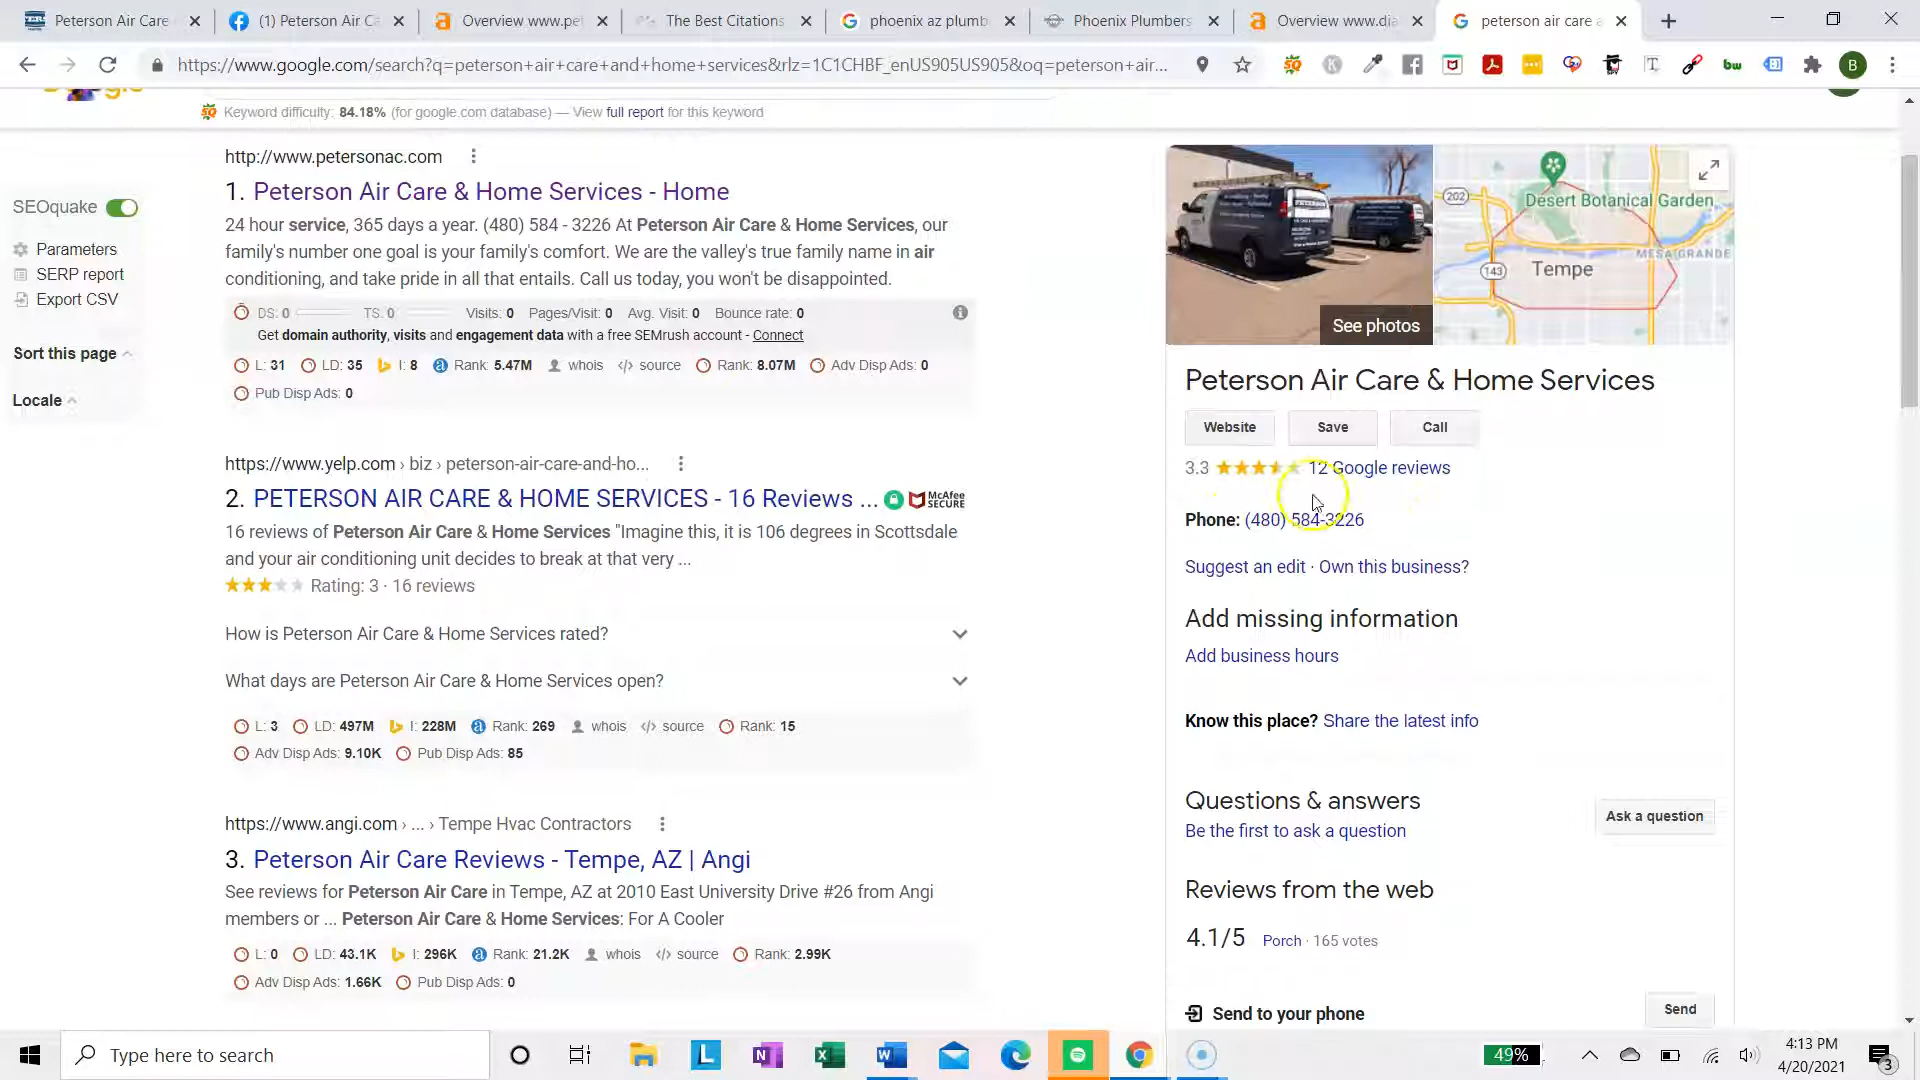 Peterson Air Care
(1) Peterson Air Ca
Overview www.pet
The Best Citations
phoenix az plumb
Phoenix Plumbers
Overview www.dia
peterson air care a
https://www.google.com/search?q=peterson+air+care+and+home+services&rlz=1C1CHBF_enUS905US905&oq=peterson+air...
B
Keyword difficulty: 84.18% (for google.com database) — View full report for this keyword
SEOquake
Parameters
SERP report
Export CSV
Sort this page
Locale
http://www.petersonac.com
1. Peterson Air Care & Home Services - Home
24 hour service, 365 days a year. (480) 584 - 3226 At Peterson Air Care & Home Services, our
family's number one goal is your family's comfort. We are the valley's true family name in air
conditioning, and take pride in all that entails. Call us today, you won't be disappointed.
DS: 0 TS: 0 Visits: 0 Pages/Visit: 0 Avg. Visit: 0 Bounce rate: 0
Get domain authority, visits and engagement data with a free SEMrush account - Connect
L: 31 LD: 35 I: 8 Rank: 5.47M whois source Rank: 8.07M Adv Disp Ads: 0
Pub Disp Ads: 0
https://www.yelp.com › biz › peterson-air-care-and-ho...
2. PETERSON AIR CARE & HOME SERVICES - 16 Reviews ... McAfee SECURE
16 reviews of Peterson Air Care & Home Services "Imagine this, it is 106 degrees in Scottsdale
and your air conditioning unit decides to break at that very ...
Rating: 3 · 16 reviews
How is Peterson Air Care & Home Services rated?
What days are Peterson Air Care & Home Services open?
L: 3 LD: 497M I: 228M Rank: 269 whois source Rank: 15
Adv Disp Ads: 9.10K Pub Disp Ads: 85
https://www.angi.com › ... › Tempe Hvac Contractors
3. Peterson Air Care Reviews - Tempe, AZ | Angi
See reviews for Peterson Air Care in Tempe, AZ at 2010 East University Drive #26 from Angi
members or ... Peterson Air Care & Home Services: For A Cooler
L: 0 LD: 43.1K I: 296K Rank: 21.2K whois source Rank: 2.99K
Adv Disp Ads: 1.66K Pub Disp Ads: 0
PETERSON
See photos
202
Desert Botanical Garden
MESA GRANDE
143
Tempe
Peterson Air Care & Home Services
Website Save Call
3.3 12 Google reviews
Phone: (480) 584-3226
Suggest an edit · Own this business?
Add missing information
Add business hours
Know this place? Share the latest info
Questions & answers
Be the first to ask a question
Ask a question
Reviews from the web
4.1/5 Porch · 165 votes
Send to your phone
Send
Type here to search
49%
4:13 PM
4/20/2021
3